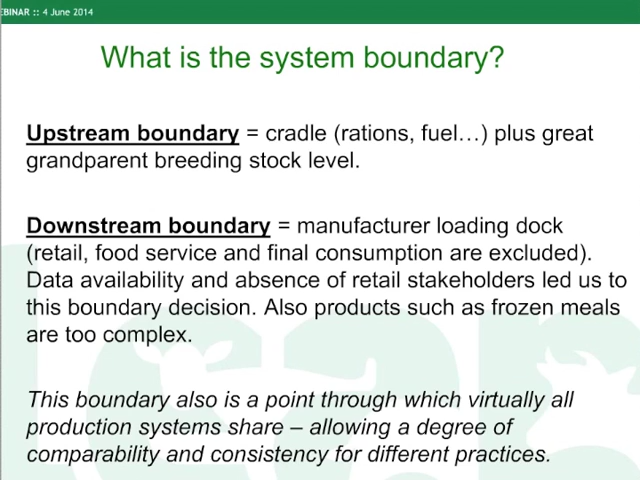 :: 4 June 2014
What is the system boundary?
Upstream boundary = cradle (rations, fuel…) plus great
grandparent breeding stock level.
Downstream boundary = manufacturer loading dock
(retail, food service and final consumption are excluded).
Data availability and absence of retail stakeholders led us to
this boundary decision. Also products such as frozen meals
are too complex.
This boundary also is a point through which virtually all
production systems share – allowing a degree of
comparability and consistency for different practices.